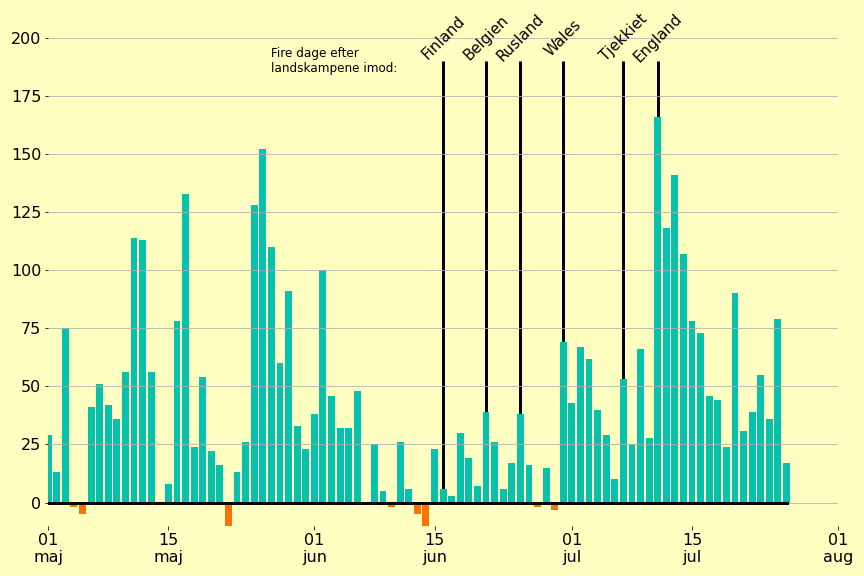 Finland
Belgien
Rusland
Wales
Tjekkiet
England
Fire dage efter
landskampene imod:
200
175
150
125
100
75
50
25
0
01
maj
15
maj
01
jun
15
jun
01
jul
15
jul
01
aug